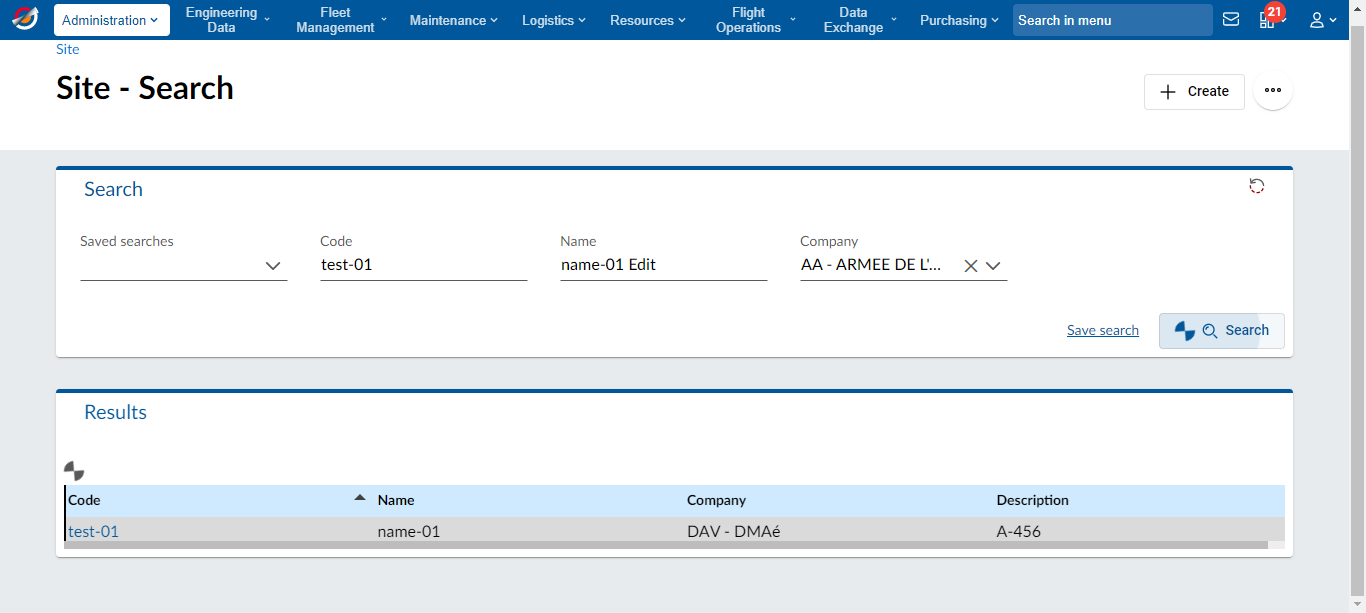 Administration
Engineering Data
Fleet Management
Maintenance
Logistics
Resources
Flight Operations
Data Exchange
Purchasing
Search in menu
21
Site
Site - Search
Create
Search
Saved searches
Code
test-01
Name
name-01 Edit
Company
AA - ARMEE DE L'...
Save search
Search
Results
Code Name Company Description
test-01 name-01 DAV - DMAé A-456